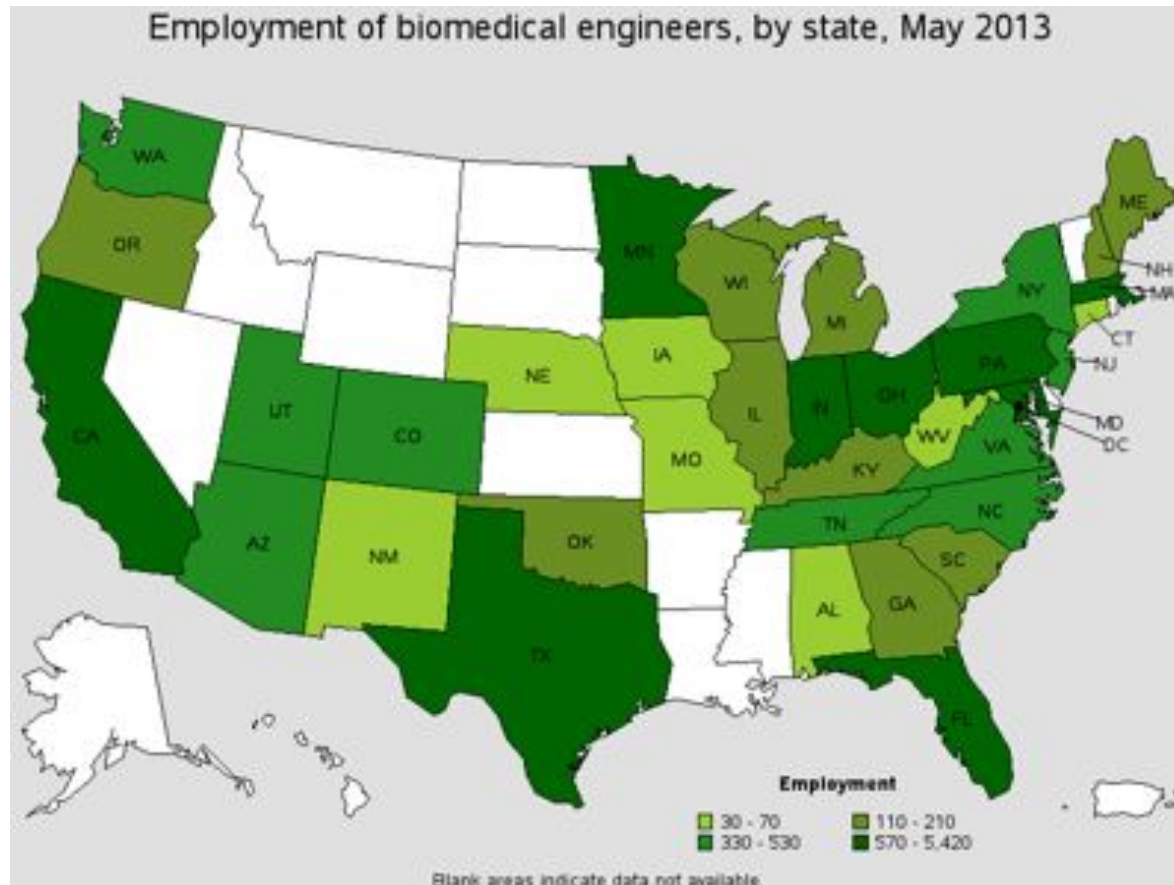 Employment of biomedical engineers, by state, May 2013
WA
ME
OR
MN
NH
WI
NY
MA
MI
IA
CT
NE
PA
NJ
IL
IN
OH
UT
CO
MD
CA
WV
VA
DC
MO
KY
NC
TN
AZ
OK
NM
SC
AL
GA
TX
FL
Employment
30 - 70
110 - 210
330 - 530
570 - 5,420
Blank areas indicate data not available.